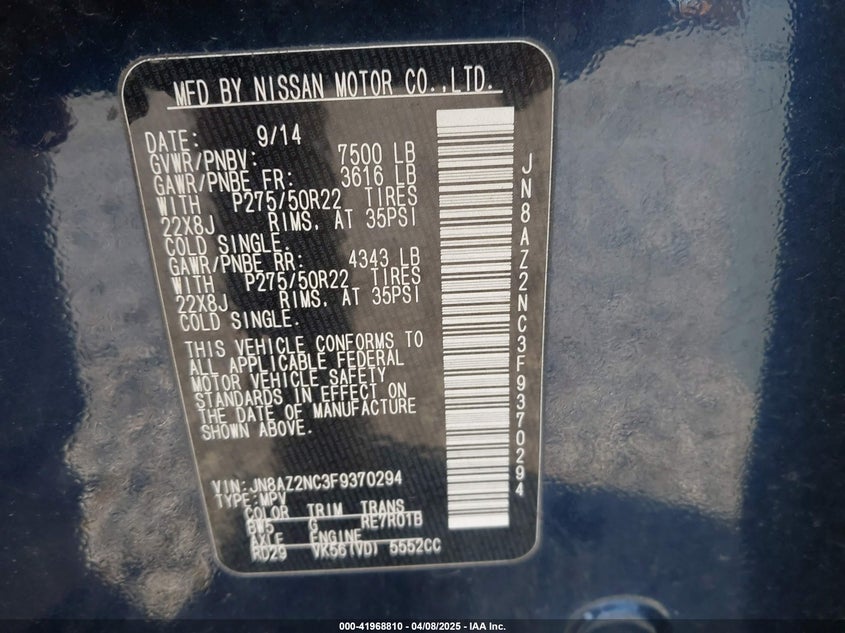 MFD BY NISSAN MOTOR CO.,LTD.
DATE: 9/14
GVWR/PNBV: 7500 LB
GAWR/PNBE FR: 3616 LB
WITH P275/50R22 TIRES
22X8J RIMS, AT 35PSI
COLD SINGLE.
GAWR/PNBE RR: 4343 LB
WITH P275/50R22 TIRES
22X8J RIMS, AT 35PSI
COLD SINGLE.
THIS VEHICLE CONFORMS TO
ALL APPLICABLE FEDERAL
MOTOR VEHICLE SAFETY
STANDARDS IN EFFECT ON
THE DATE OF MANUFACTURE
SHOWN ABOVE.
VIN:JN8AZ2NC3F9370294
TYPE:MPV
COLOR TRIM TRANS
BW5 G RE7R01B
AXLE ENGINE
RD29 VK56(VD) 5552CC
JN8AZ2NC3F9370294
000-41968810 - 04/08/2025 - IAA Inc.